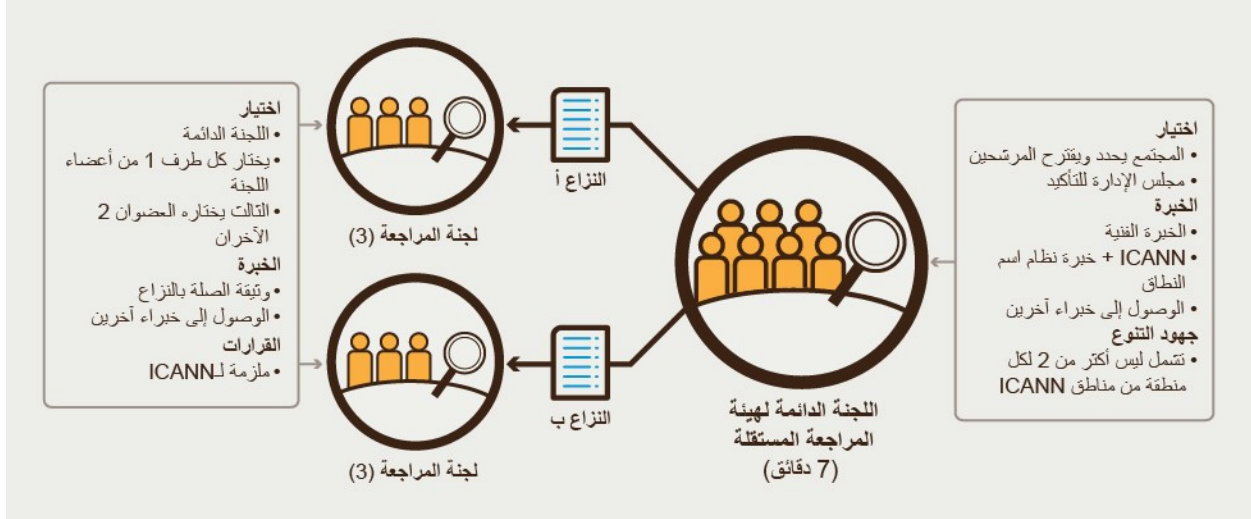 اختيار
• المجتمع يحدد ويقترح المرشحين
• مجلس الإدارة للتأكيد
الخبرة
• الخبرة الفنية
• ICANN + خبرة نظام اسم
النطاق
• الوصول إلى خبراء آخرين
جهود التنوع
• تشمل ليس أكثر من 2 لكل
منطقة من مناطق ICANN
اللجنة الدائمة لهيئة
المراجعة المستقلة
(7 دقائق)
النزاع أ
النزاع ب
لجنة المراجعة (3)
لجنة المراجعة (3)
اختيار
• اللجنة الدائمة
• يختار كل طرف 1 من أعضاء
اللجنة
• الثالث يختاره العضوان 2
الآخران
الخبرة
• وثيقة الصلة بالنزاع
• الوصول إلى خبراء آخرين
القرارات
• ملزمة لـICANN